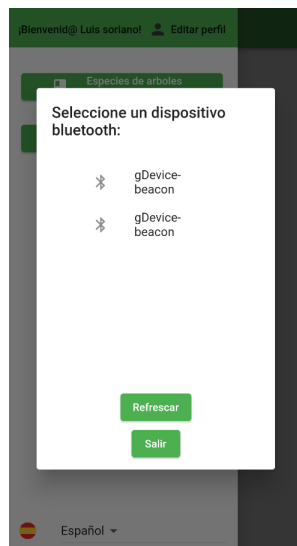 ¡Bienvenid@ Luis soriano! Editar perfil
Especies de arboles
Seleccione un dispositivo
bluetooth:
gDevice-
beacon
gDevice-
beacon
Refrescar
Salir
Español